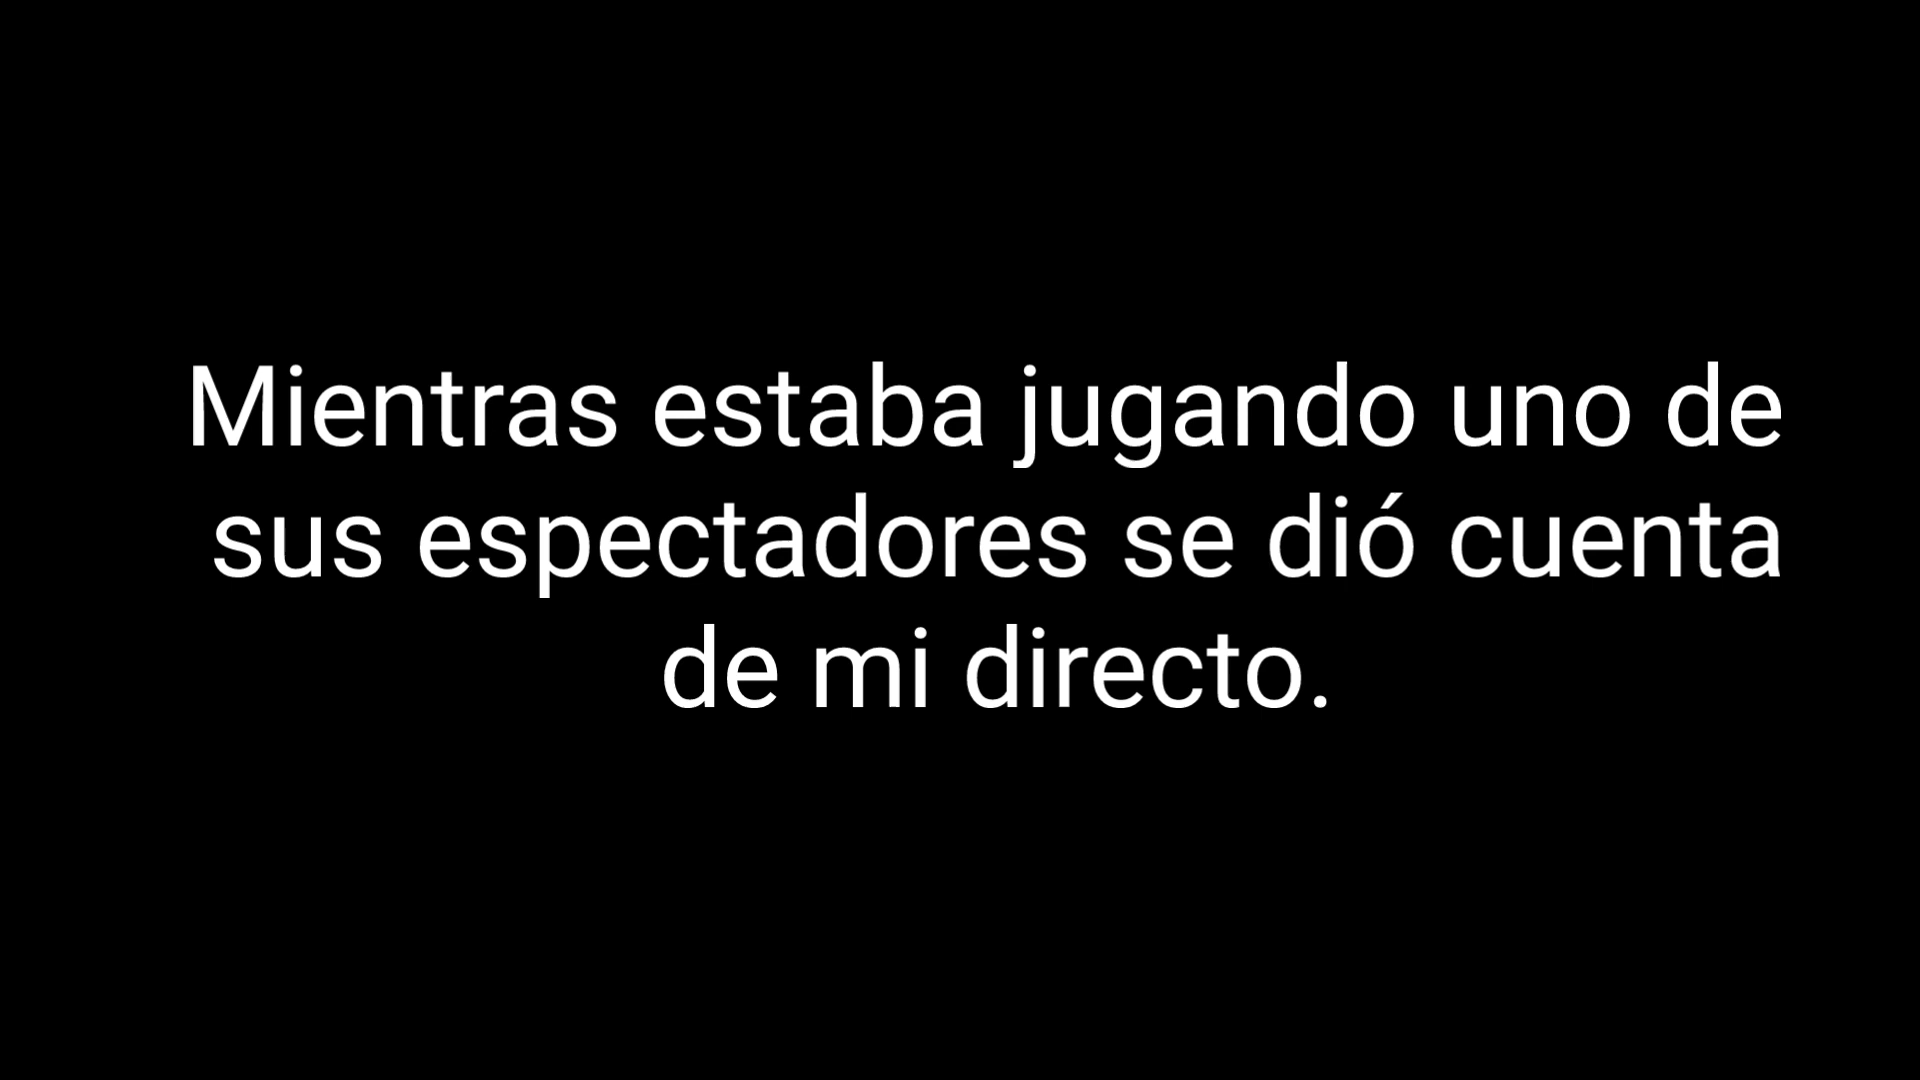 Mientras estaba jugando uno de
sus espectadores se dió cuenta
de mi directo.